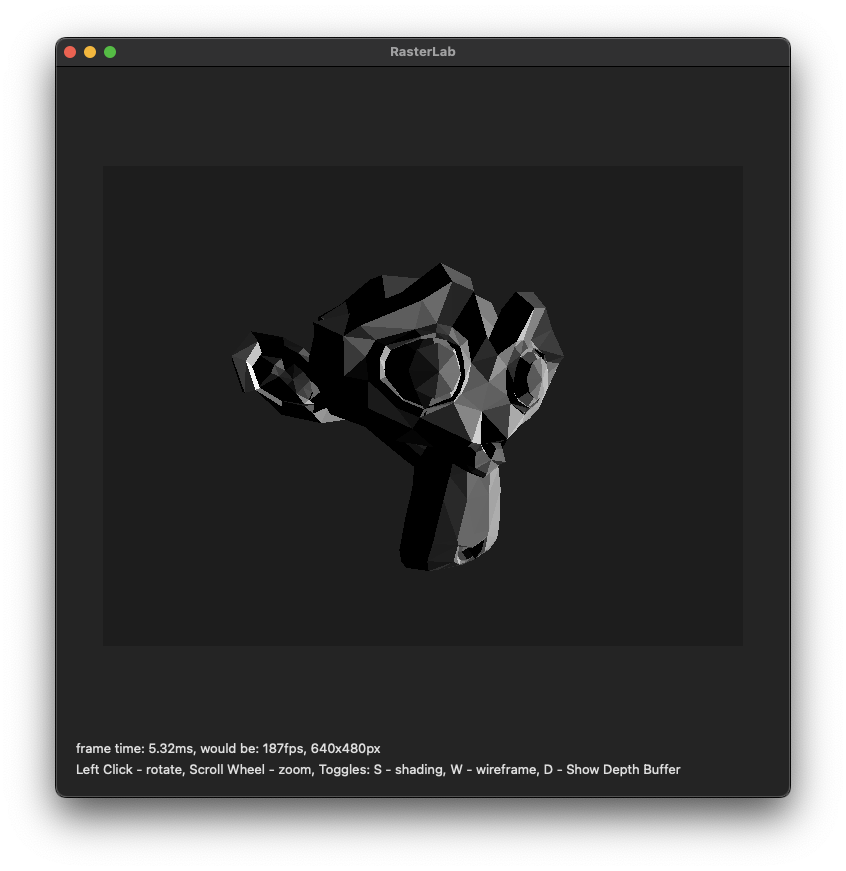 RasterLab
frame time: 5.32ms, would be: 187fps, 640x480px
Left Click - rotate, Scroll Wheel - zoom, Toggles: S - shading, W - wireframe, D - Show Depth Buffer